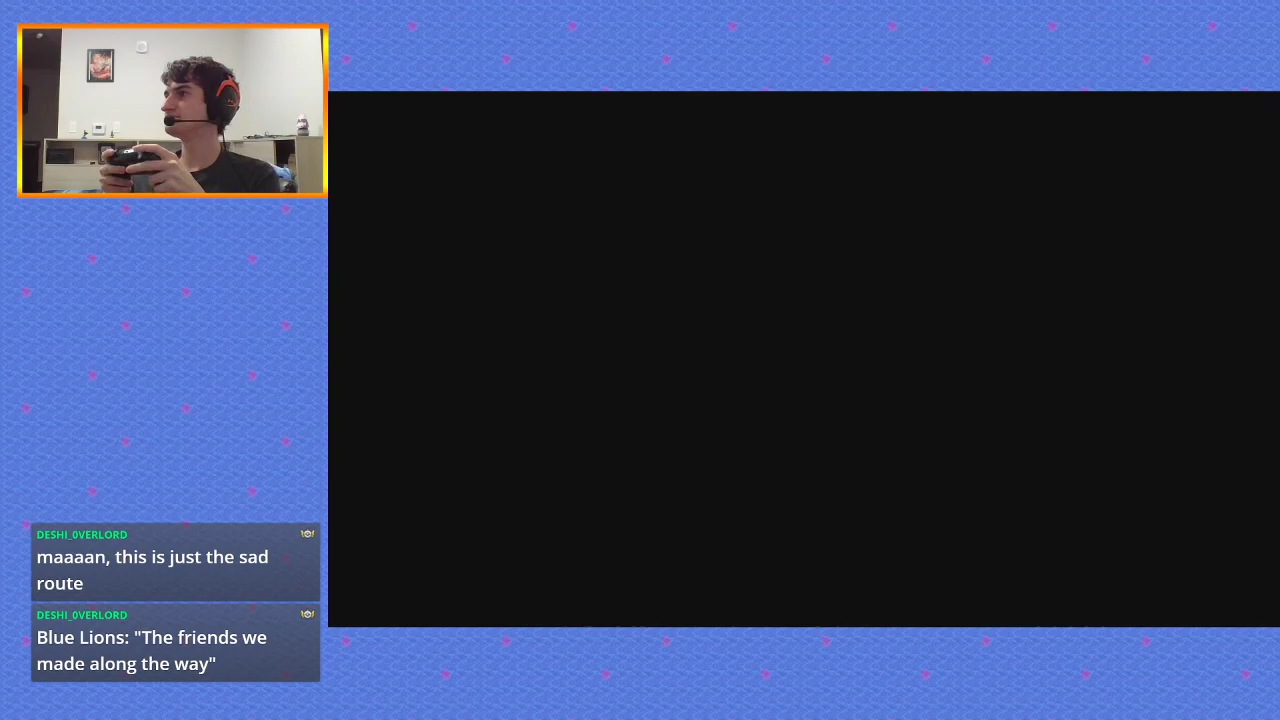 DESHI_0VERLORD
maaaan, this is just the sad
route
DESHI_0VERLORD
Blue Lions: "The friends we
made along the way"